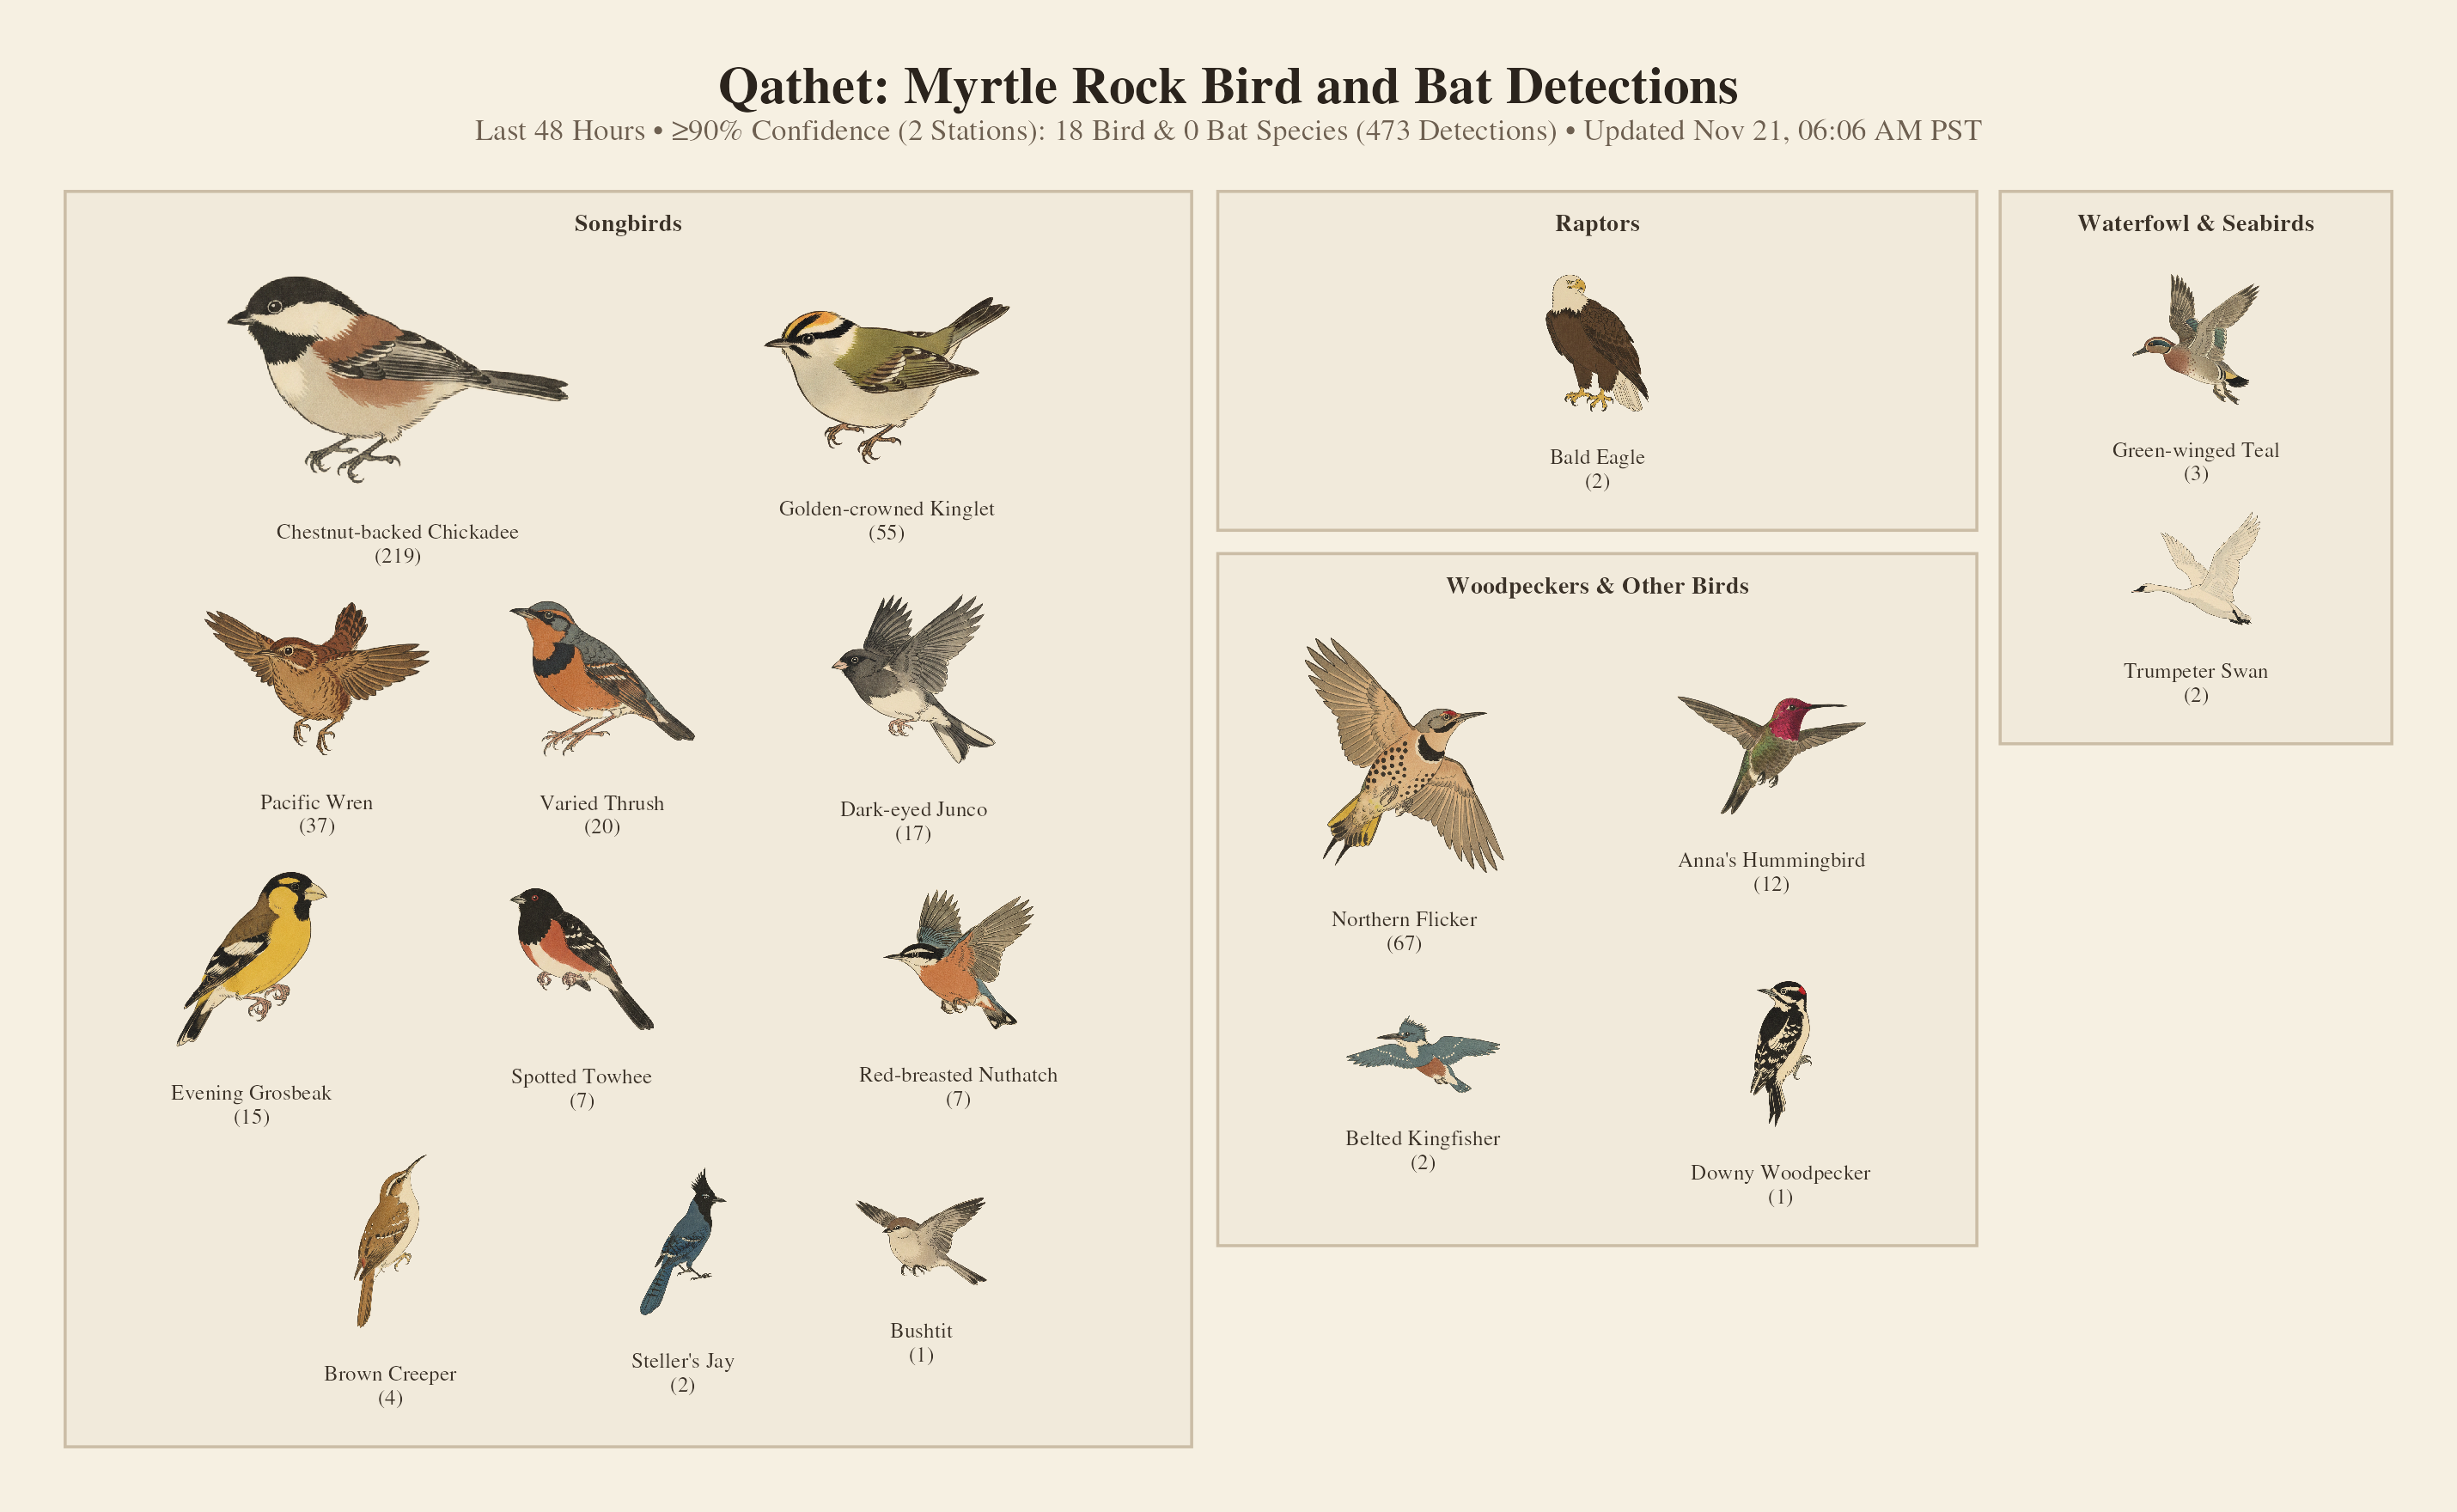 Qathet: Myrtle Rock Bird and Bat Detections
Last 48 Hours • ≥90% Confidence (2 Stations): 18 Bird & 0 Bat Species (473 Detections) • Updated Nov 21, 06:06 AM PST
Songbirds
Chestnut-backed Chickadee
(219)
Golden-crowned Kinglet
(55)
Pacific Wren
(37)
Varied Thrush
(20)
Dark-eyed Junco
(17)
Evening Grosbeak
(15)
Spotted Towhee
(7)
Red-breasted Nuthatch
(7)
Brown Creeper
(4)
Steller's Jay
(2)
Bushtit
(1)
Raptors
Bald Eagle
(2)
Woodpeckers & Other Birds
Northern Flicker
(67)
Anna's Hummingbird
(12)
Belted Kingfisher
(2)
Downy Woodpecker
(1)
Waterfowl & Seabirds
Green-winged Teal
(3)
Trumpeter Swan
(2)